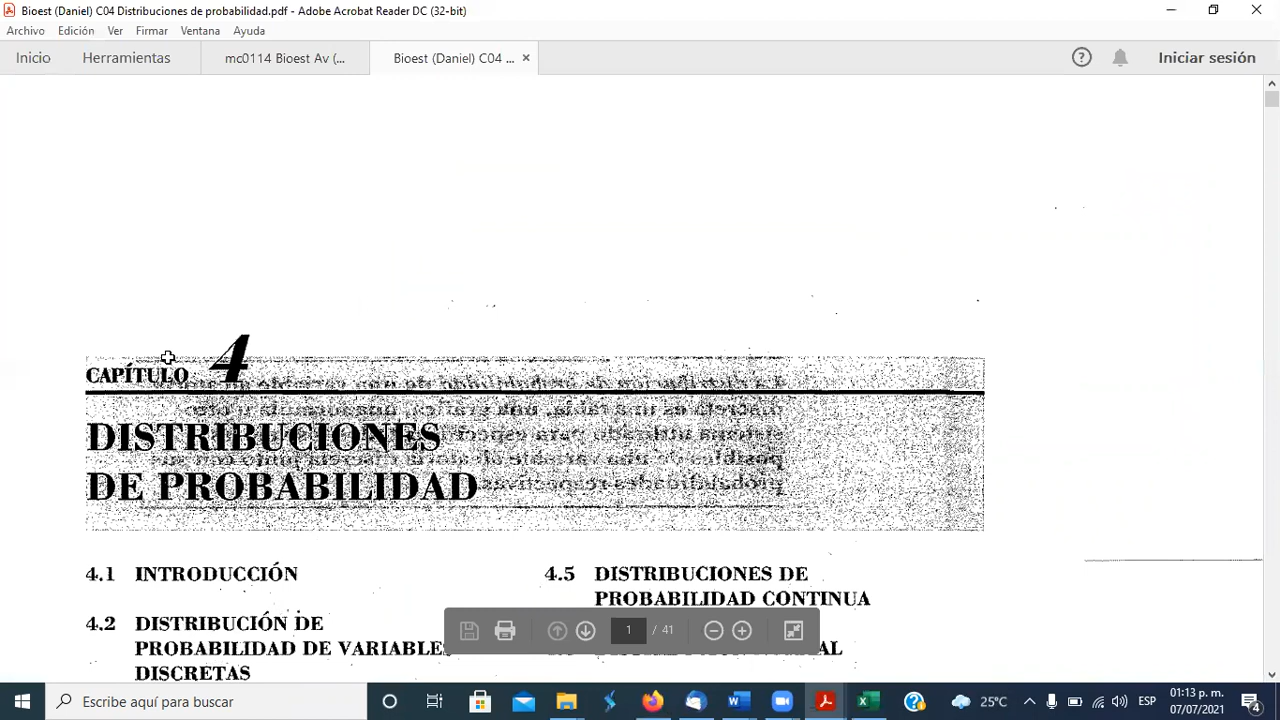 Bioest (Daniel) C04 Distribuciones de probabilidad.pdf - Adobe Acrobat Reader DC (32-bit)
Archivo Edición Ver Firmar Ventana Ayuda
Inicio Herramientas mc0114 Bioest Av (... Bioest (Daniel) C04 ... × ? Iniciar sesión
CAPÍTULO 4
DISTRIBUCIONES
DE PROBABILIDAD
4.1 INTRODUCCIÓN
4.2 DISTRIBUCIÓN DE
PROBABILIDAD DE VARIABLES
DISCRETAS
4.5 DISTRIBUCIONES DE
PROBABILIDAD CONTINUA
1 / 41
Escribe aquí para buscar
25°C ESP 01:13 p. m.
07/07/2021
4